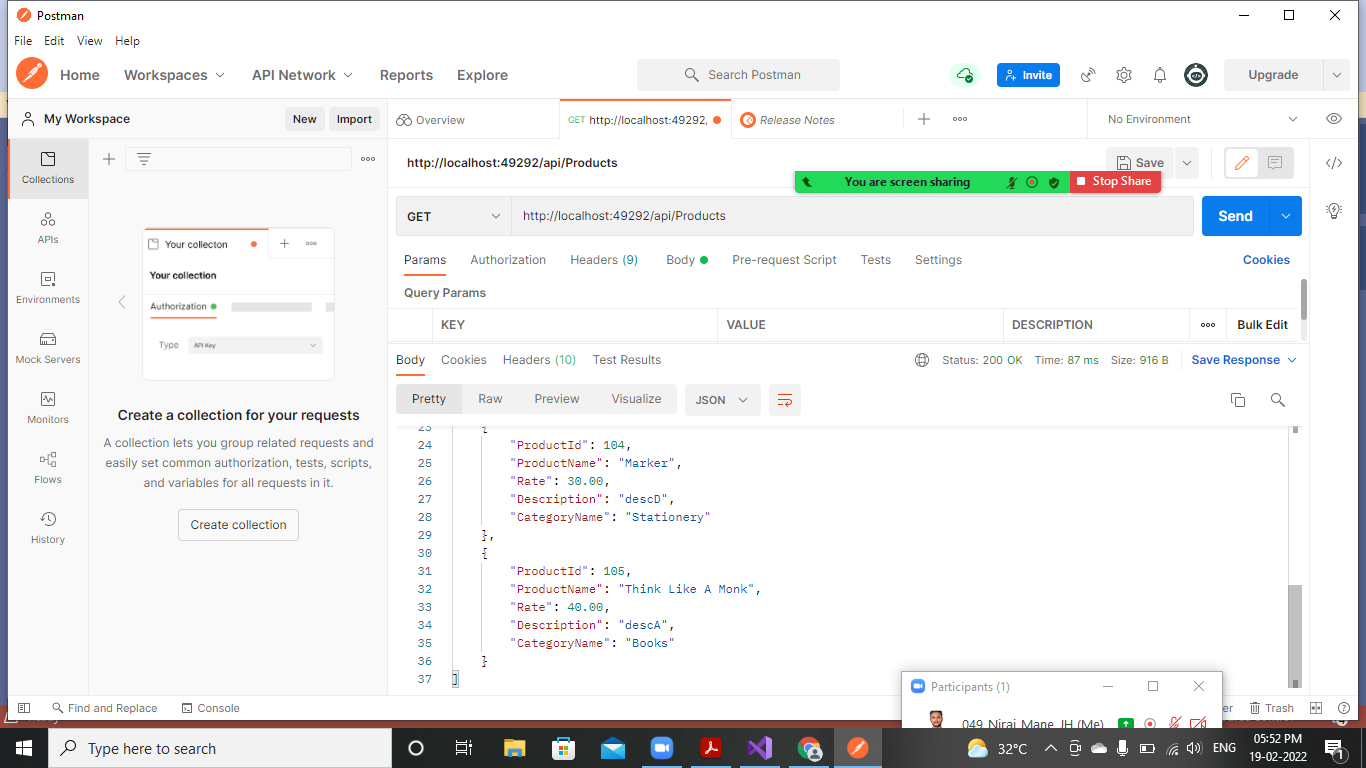 Postman
File Edit View Help
Home Workspaces API Network Reports Explore
Search Postman
Invite
Upgrade
My Workspace
New
Import
Overview
GET http://localhost:49292,
Release Notes
No Environment
Collections
APIs
Environments
Mock Servers
Monitors
Flows
History
Your collecton
Your collection
Authorization
Type
API Key
Create a collection for your requests
A collection lets you group related requests and
easily set common authorization, tests, scripts,
and variables for all requests in it.
Create collection
http://localhost:49292/api/Products
Save
You are screen sharing
Stop Share
GET
http://localhost:49292/api/Products
Send
Params Authorization Headers (9) Body Pre-request Script Tests Settings
Cookies
Query Params
KEY VALUE DESCRIPTION
Bulk Edit
Body Cookies Headers (10) Test Results
Status: 200 OK Time: 87 ms Size: 916 B
Save Response
Pretty Raw Preview Visualize JSON
23 {
24 "ProductId": 104,
25 "ProductName": "Marker",
26 "Rate": 30.00,
27 "Description": "descD",
28 "CategoryName": "Stationery"
29 },
30 {
31 "ProductId": 105,
32 "ProductName": "Think Like A Monk",
33 "Rate": 40.00,
34 "Description": "descA",
35 "CategoryName": "Books"
36 }
37 ]
Participants (1)
049_Niraj_Mane_JH (Me)
Find and Replace
Console
Trash
Type here to search
32°C
ENG
05:52 PM
19-02-2022
1